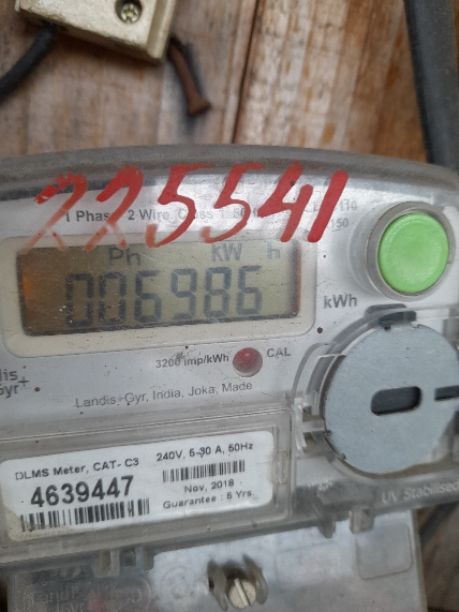 225541
1 Phase 2 Wire, Class 1
150
Ph kW h
006986
kWh
3200 imp/kWh CAL
Landis+Gyr, India, Joka, Made
DLMS Meter, CAT- C3
240V, 5-30 A, 50Hz
4639447
Nov, 2018
Guarantee : 5 Yrs.
UV Stabilised